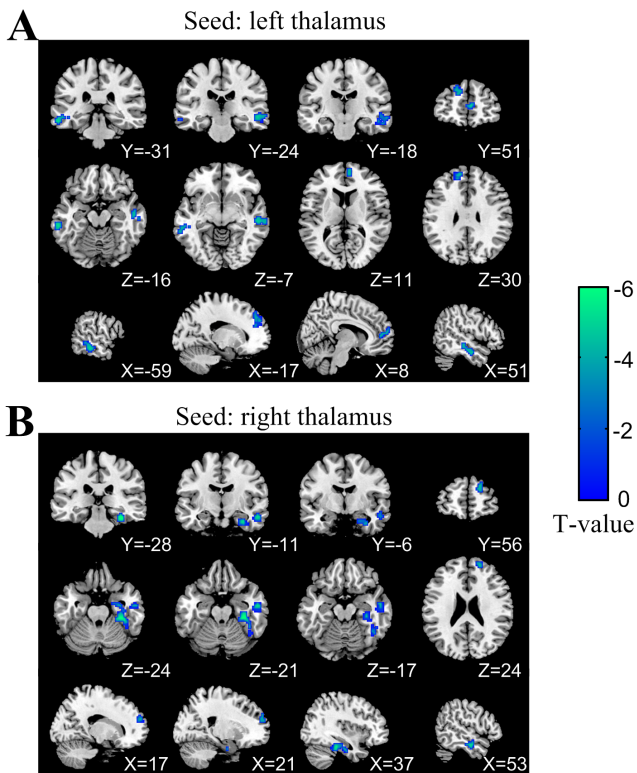 A
Seed: left thalamus
Y=-31 Y=-24 Y=-18 Y=51
Z=-16 Z=-7 Z=11 Z=30
X=-59 X=-17 X=8 X=51
B
Seed: right thalamus
Y=-28 Y=-11 Y=-6 Y=56
Z=-24 Z=-21 Z=-17 Z=24
X=17 X=21 X=37 X=53
-6
-4
-2
0
T-value